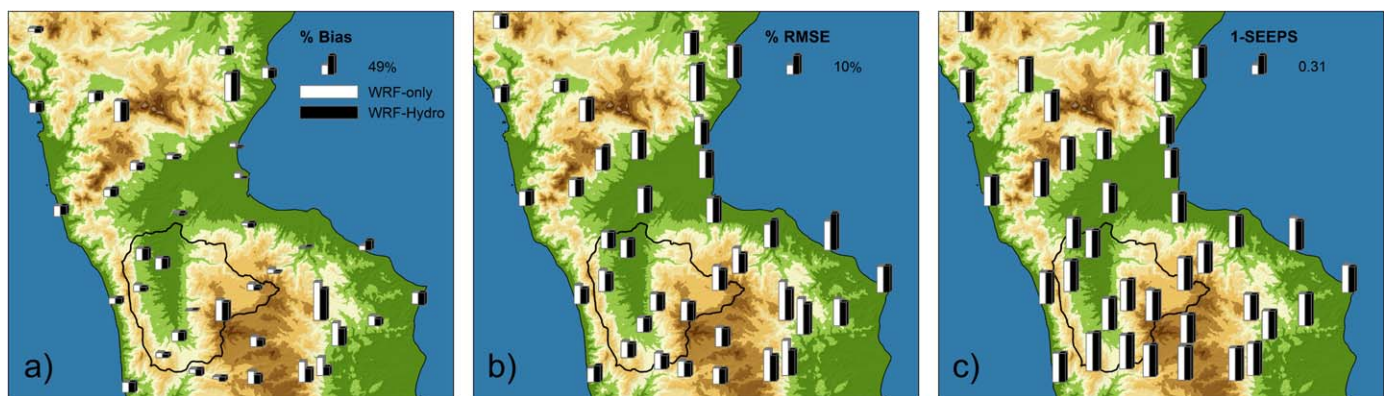 % Bias
49%
WRF-only
WRF-Hydro
a)
% RMSE
10%
b)
1-SEEPS
0.31
c)